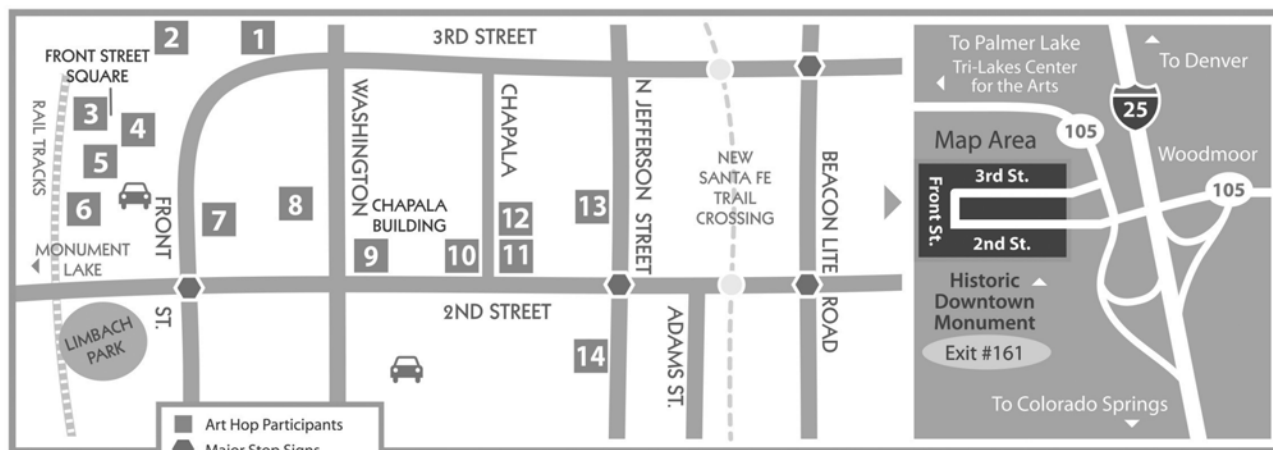 2
1
3RD STREET
FRONT STREET
SQUARE
3
4
5
6
RAIL TRACKS
FRONT
ST.
7
8
WASHINGTON
CHAPALA
CHAPALA
BUILDING
9
10
12
11
13
N JEFFERSON STREET
NEW
SANTA FE
TRAIL
CROSSING
BEACON LITE
ROAD
MONUMENT
LAKE
LIMBACH
PARK
2ND STREET
14
ADAMS ST.
Art Hop Participants
Major Stop Signs
To Palmer Lake
Tri-Lakes Center
for the Arts
To Denver
25
105
Map Area
Woodmoor
105
3rd St.
Front St.
2nd St.
Historic
Downtown
Monument
Exit #161
To Colorado Springs